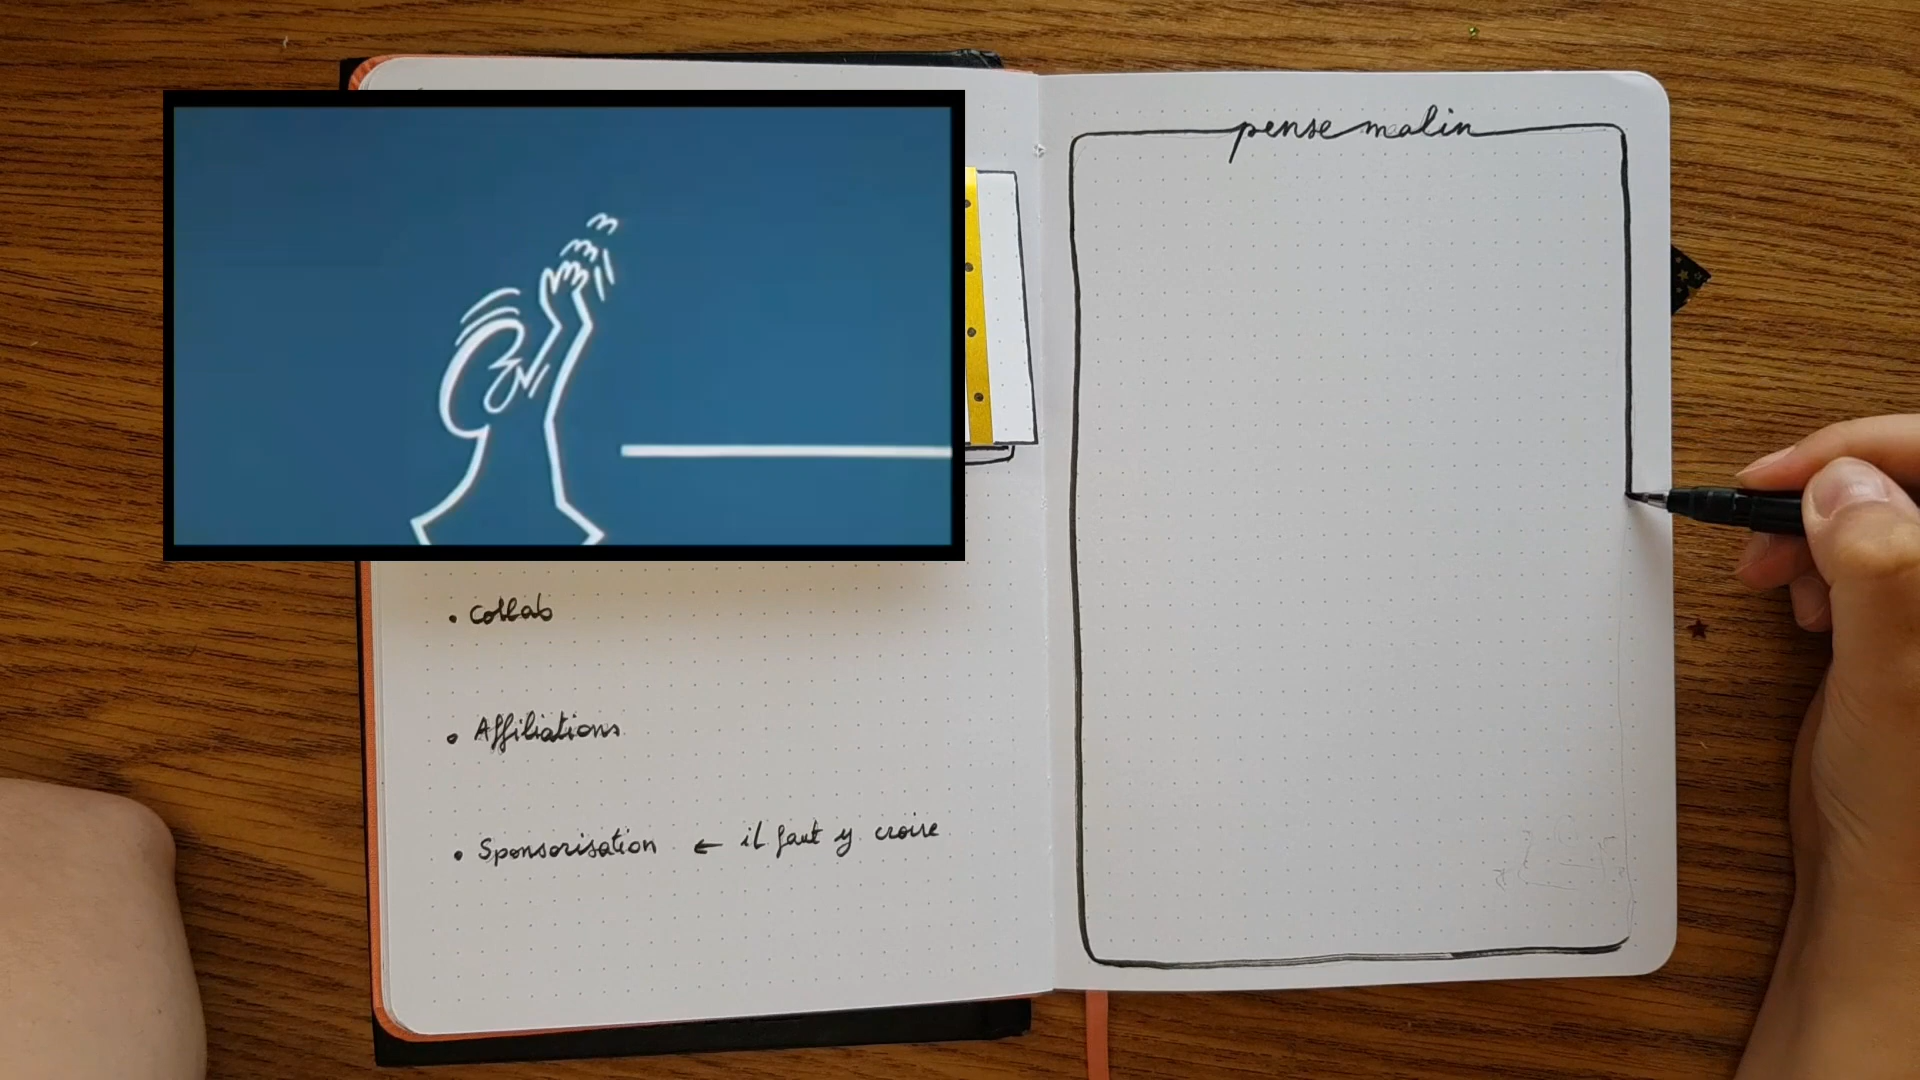 • Collab
• Affiliations
• Sponsorisation ← il faut y croire
pense malin